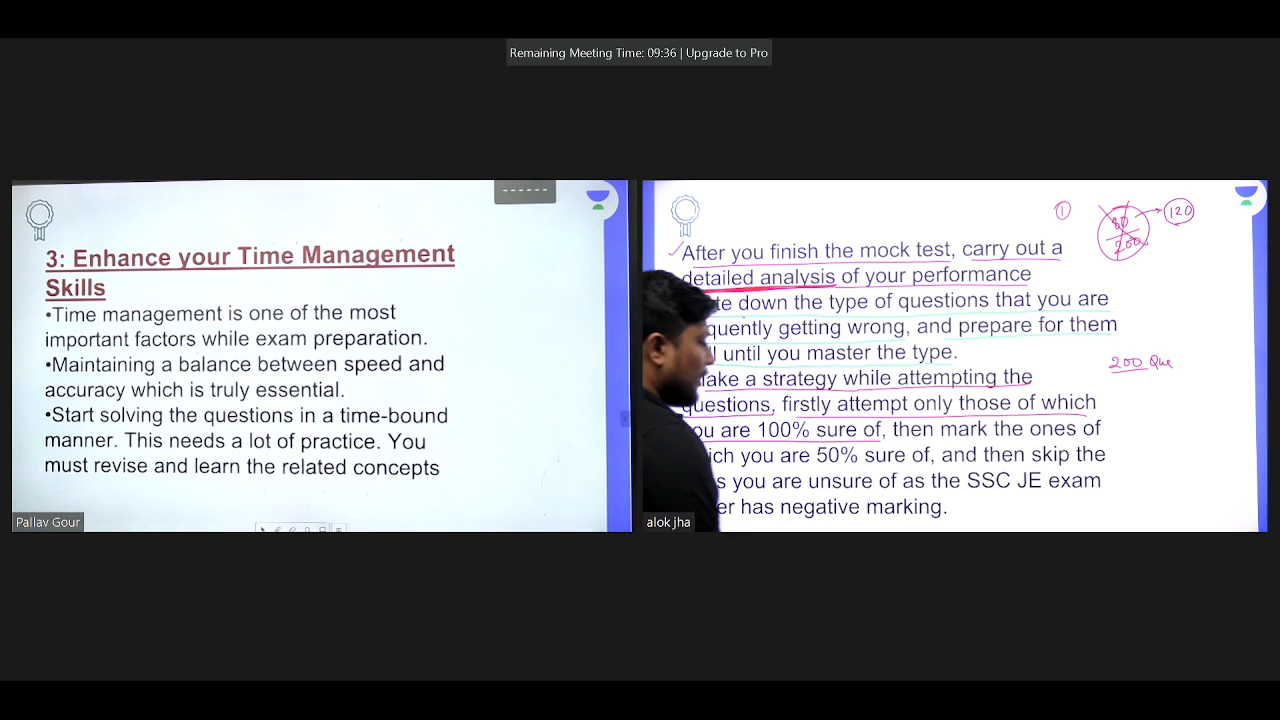 Remaining Meeting Time: 09:36 | Upgrade to Pro
3: Enhance your Time Management
Skills
•Time management is one of the most
important factors while exam preparation.
•Maintaining a balance between speed and
accuracy which is truly essential.
•Start solving the questions in a time-bound
manner. This needs a lot of practice. You
must revise and learn the related concepts
Pallav Gour
1
80
200
120
After you finish the mock test, carry out a
detailed analysis of your performance
down the type of questions that you are
getting wrong, and prepare for them
until you master the type.
a strategy while attempting the
questions, firstly attempt only those of which
you are 100% sure of, then mark the ones of
you are 50% sure of, and then skip the
you are unsure of as the SSC JE exam
has negative marking.
200 Que
alok jha